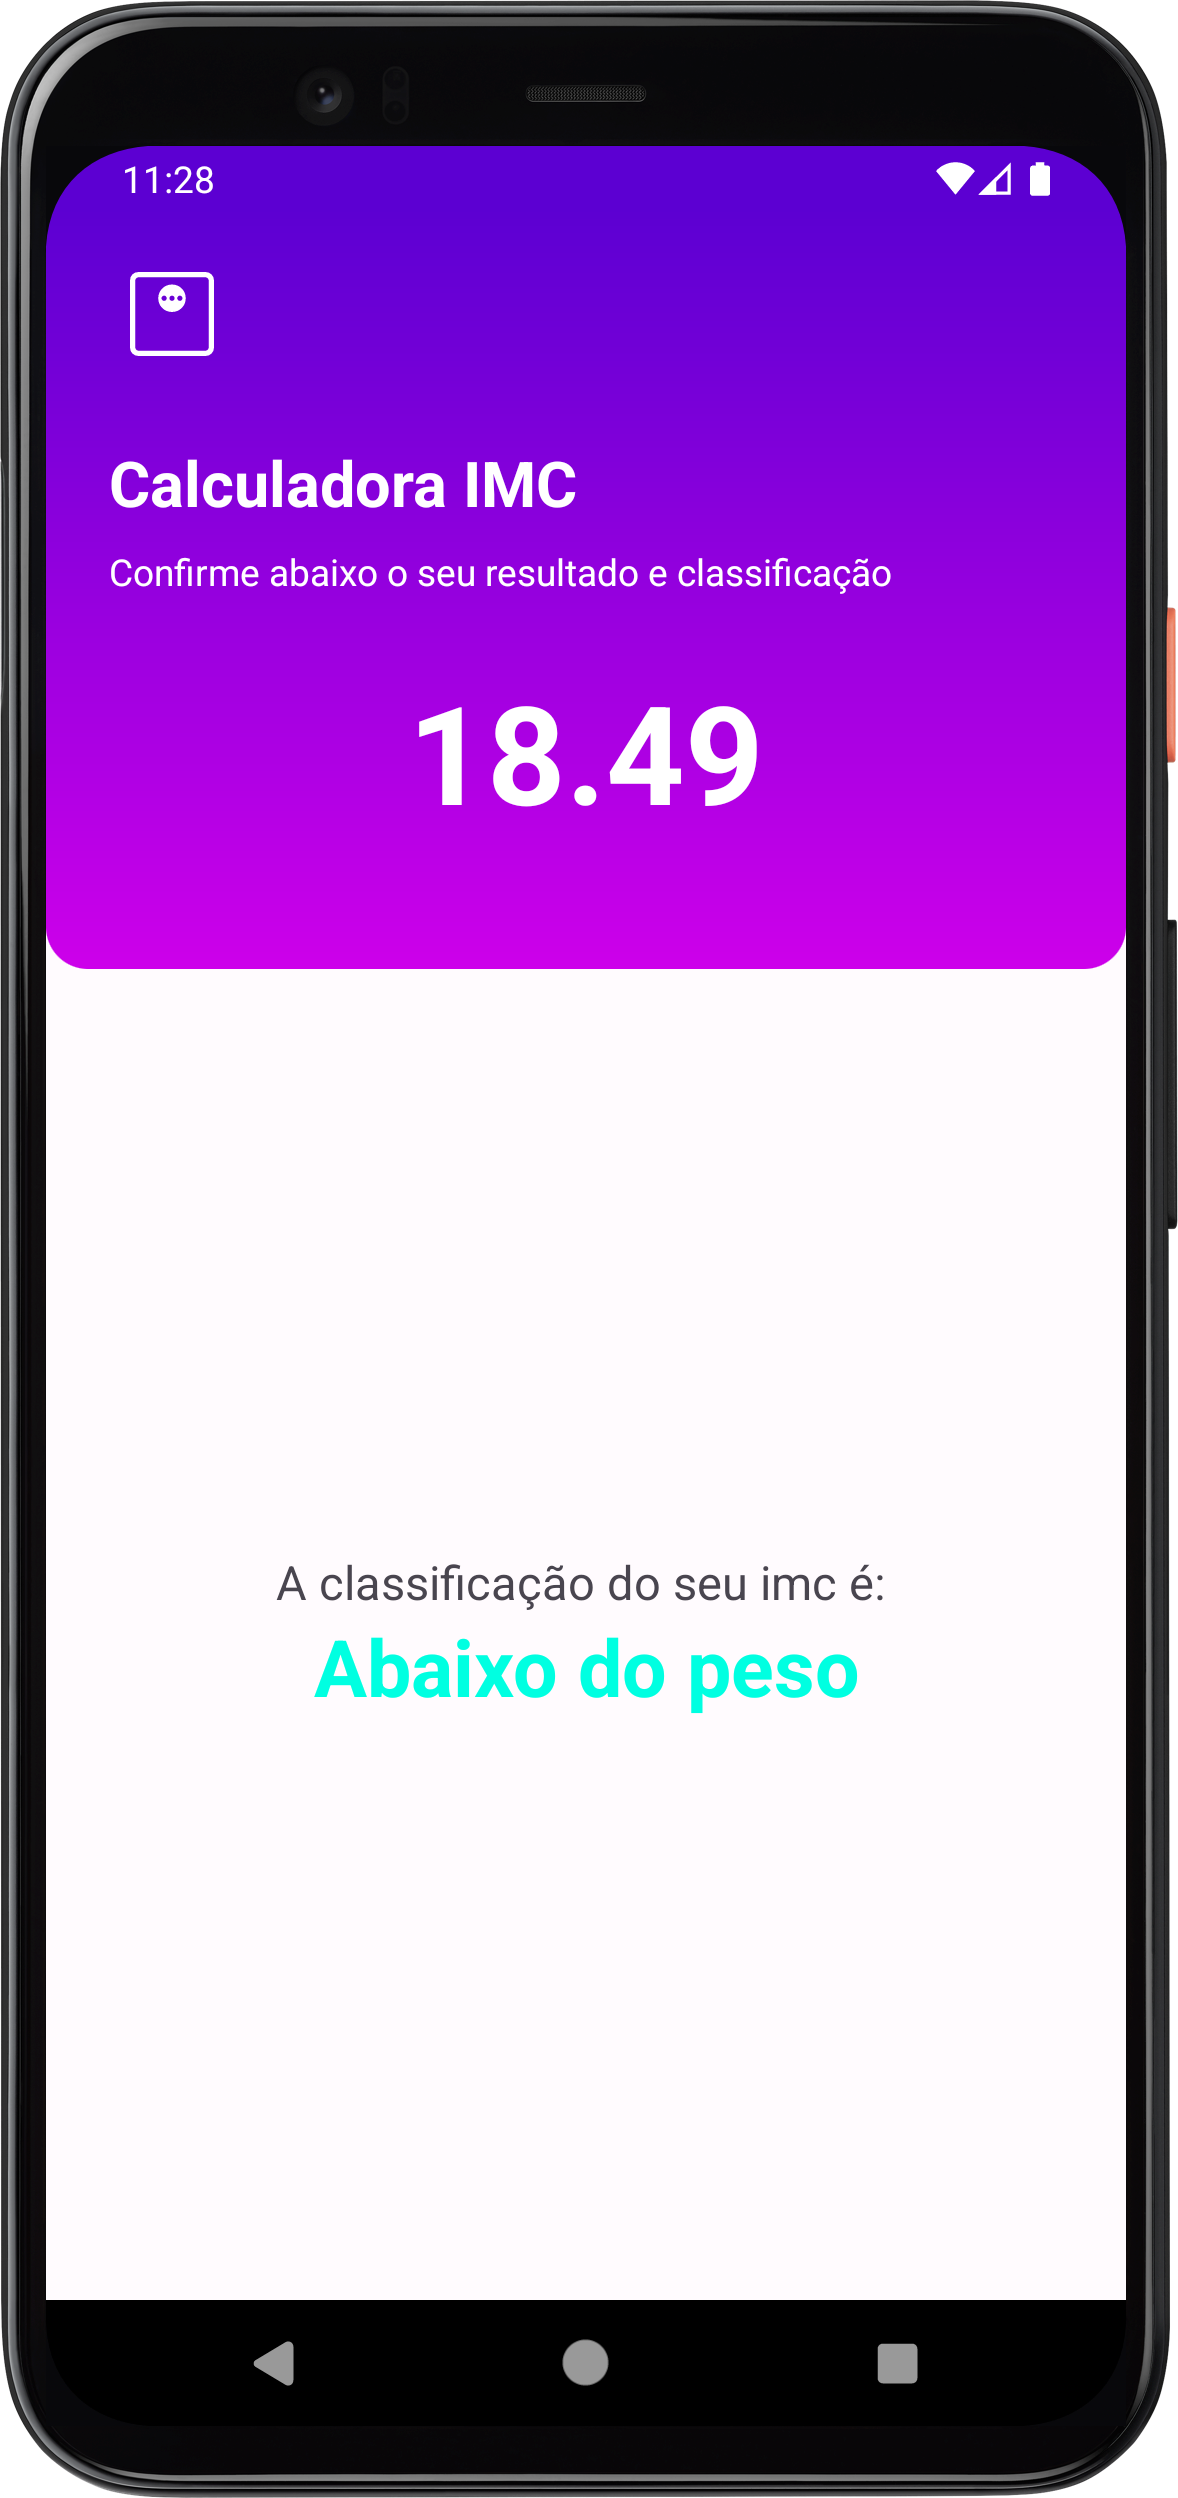 11:28
Calculadora IMC
Confirme abaixo o seu resultado e classificação
18.49
A classificação do seu imc é:
Abaixo do peso